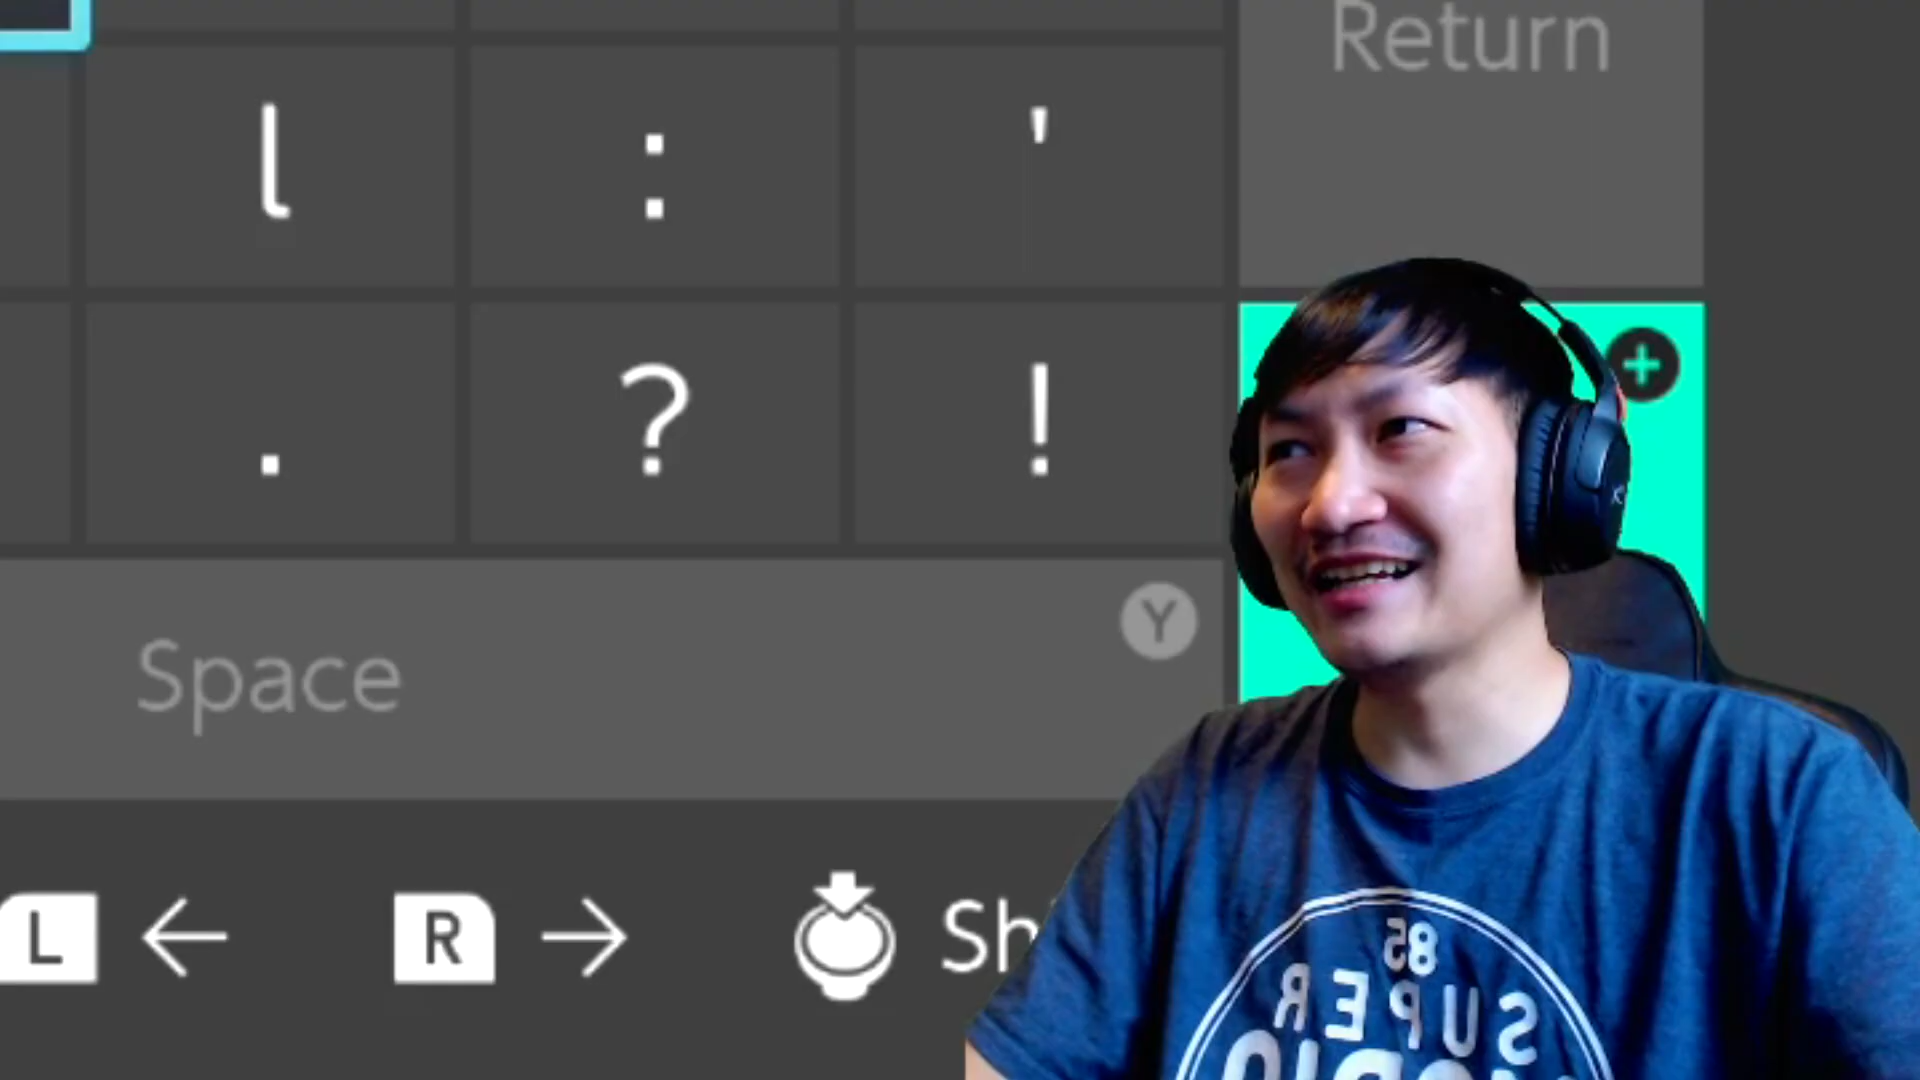 Return
l : '
. ? !
Space Y
L R Sh
85
SUPER